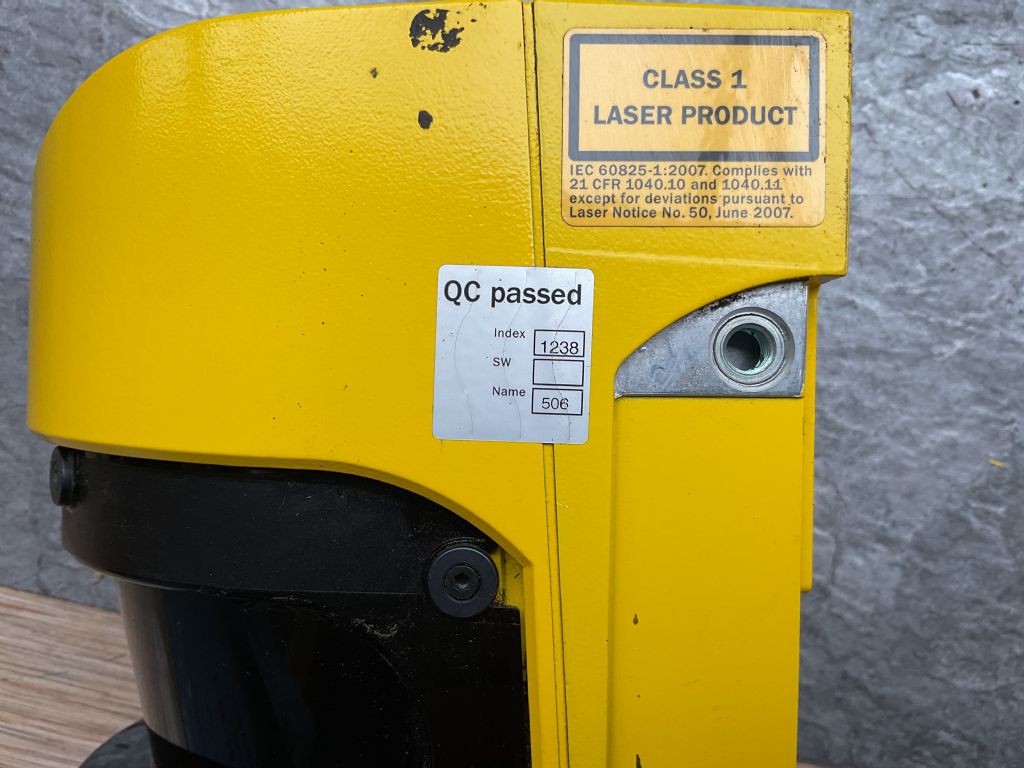 CLASS 1
LASER PRODUCT
IEC 60825-1:2007. Complies with
21 CFR 1040.10 and 1040.11
except for deviations pursuant to
Laser Notice No. 50, June 2007.
QC passed
Index 1238
SW
Name 506